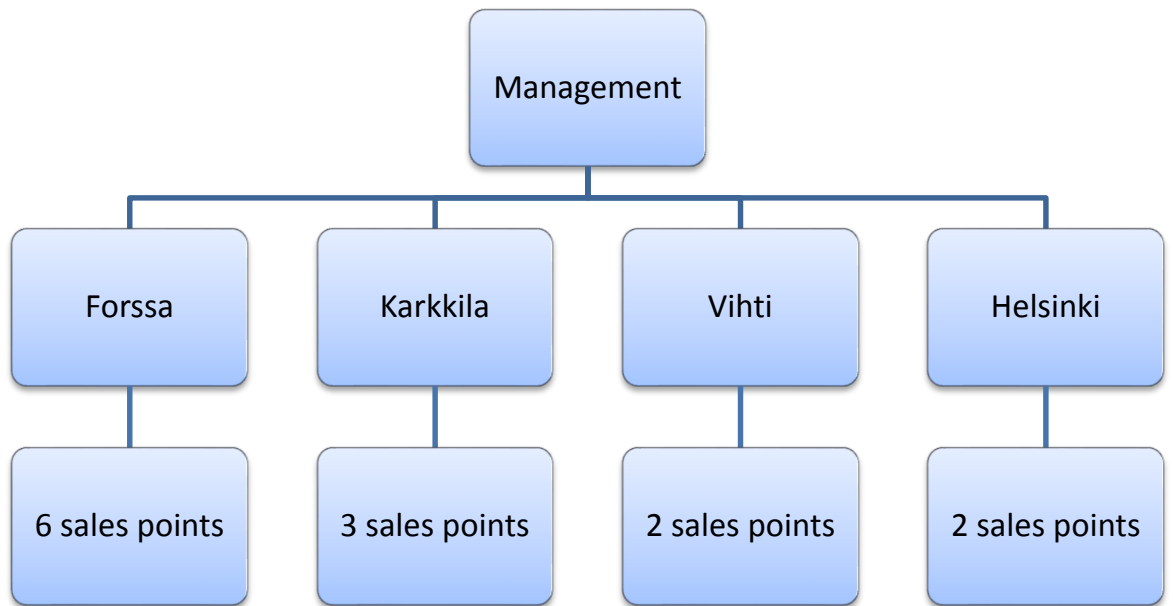 Management
Forssa
Karkkila
Vihti
Helsinki
6 sales points
3 sales points
2 sales points
2 sales points